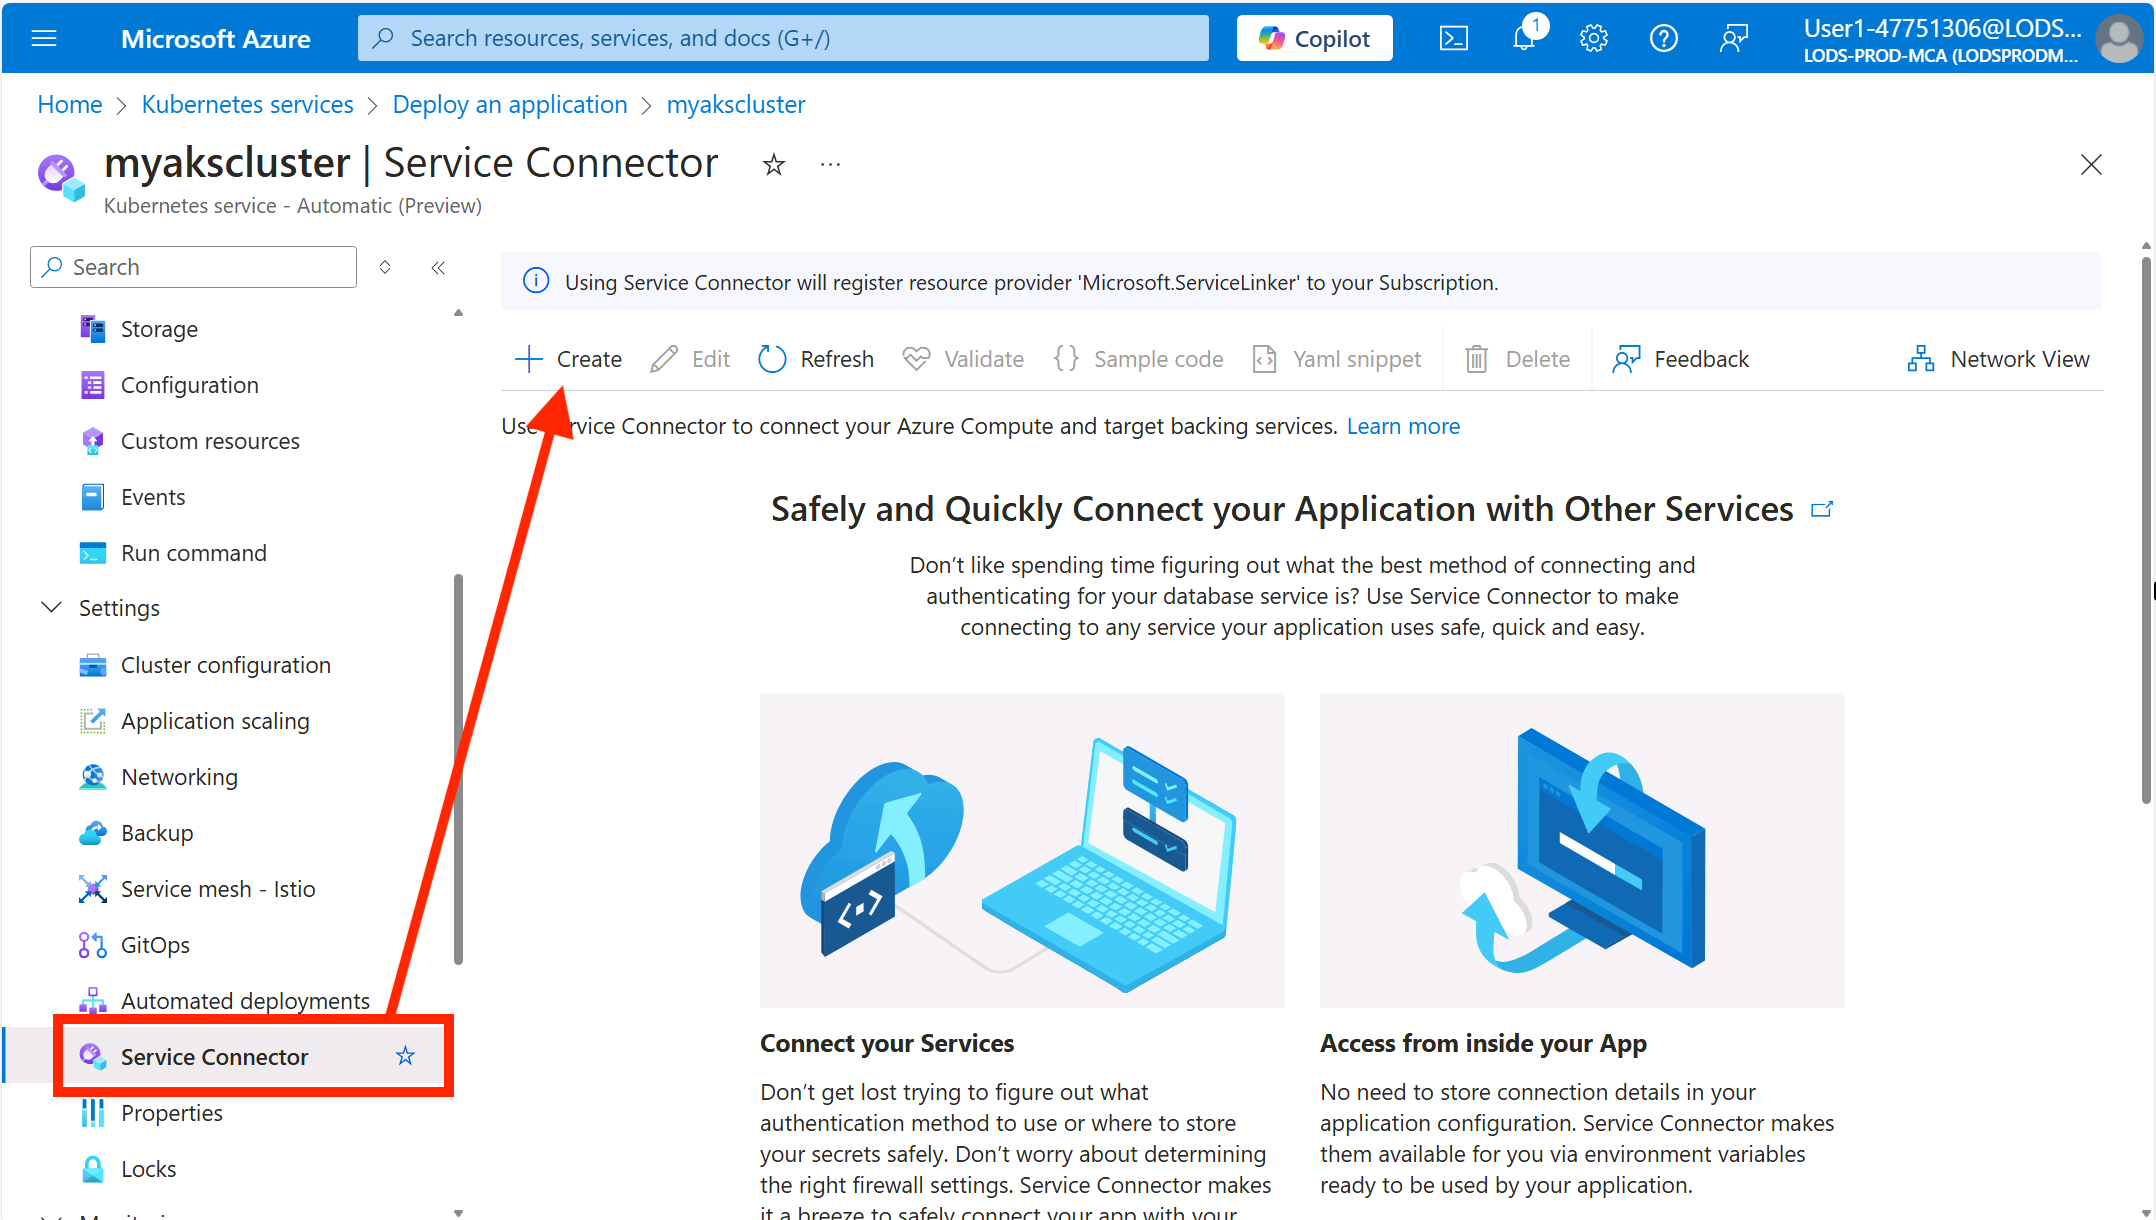 Microsoft Azure
Search resources, services, and docs (G+/)
Copilot
1
User1-47751306@LODS...
LODS-PROD-MCA (LODSPRODM...
Home > Kubernetes services > Deploy an application > myakscluster
myakscluster | Service Connector
Kubernetes service - Automatic (Preview)
Search
Storage
Configuration
Custom resources
Events
Run command
Settings
Cluster configuration
Application scaling
Networking
Backup
Service mesh - Istio
GitOps
Automated deployments
Service Connector
Properties
Locks
Using Service Connector will register resource provider 'Microsoft.ServiceLinker' to your Subscription.
Create Edit Refresh Validate Sample code Yaml snippet Delete Feedback Network View
Service Connector to connect your Azure Compute and target backing services. Learn more
Safely and Quickly Connect your Application with Other Services
Don't like spending time figuring out what the best method of connecting and
authenticating for your database service is? Use Service Connector to make
connecting to any service your application uses safe, quick and easy.
Connect your Services
Don't get lost trying to figure out what
authentication method to use or where to store
your secrets safely. Don't worry about determining
the right firewall settings. Service Connector makes
it a breeze to safely connect your app with your
Access from inside your App
No need to store connection details in your
application configuration. Service Connector makes
them available for you via environment variables
ready to be used by your application.